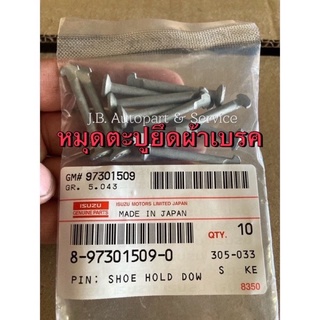 J.B. Autopart & Service
หมุดตะปูยึดผ้าเบรค
GM# 97301509
GR. 5.043
ISUZU
GENUINE PARTS
ISUZU MOTORS LIMITED JAPAN
MADE IN JAPAN
QTY. 10
8-97301509-0
305-033
PIN: SHOE HOLD DOW
S KE
8350